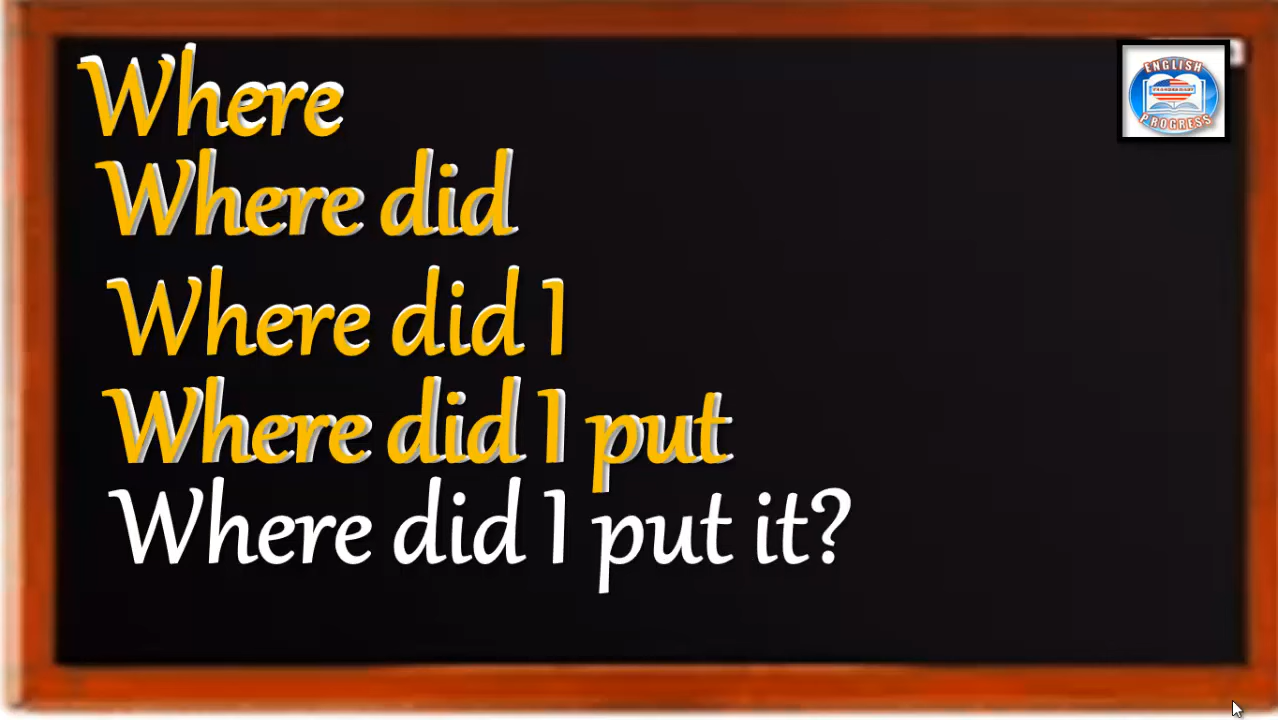 Where
Where did
Where did I
Where did I put
Where did I put it?
ENGLISH
PROGRESS